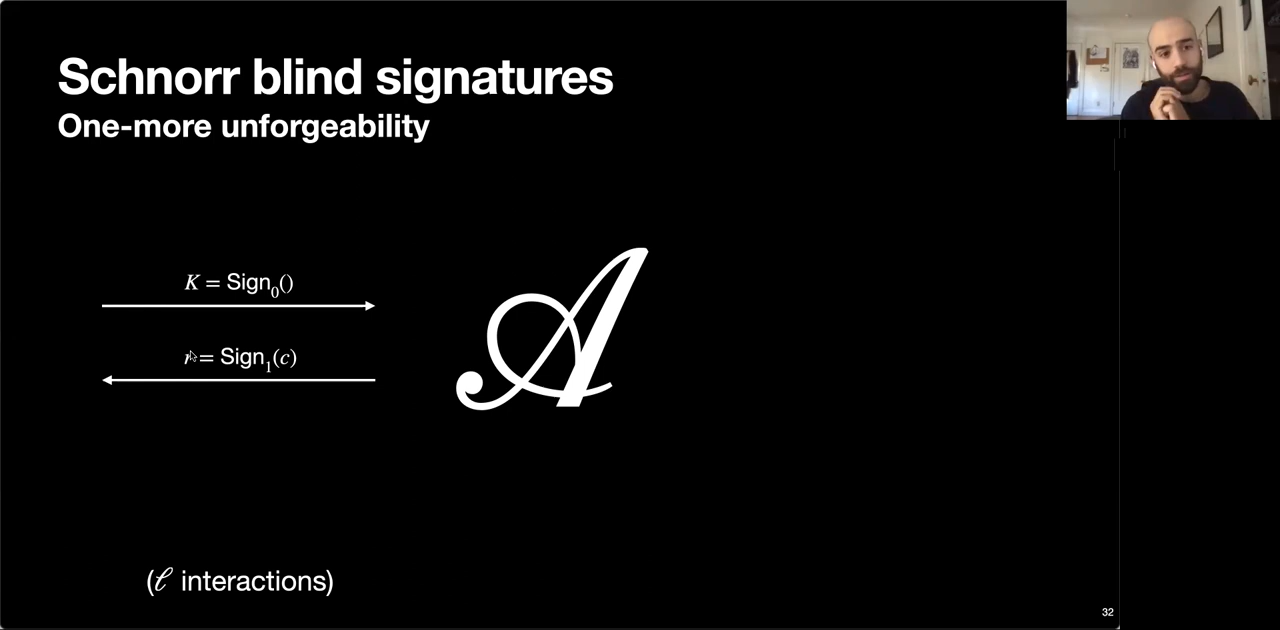 Schnorr blind signatures
One-more unforgeability
K = Sign₀()
r = Sign₁(c)
𝒜
(ℓ interactions)
32